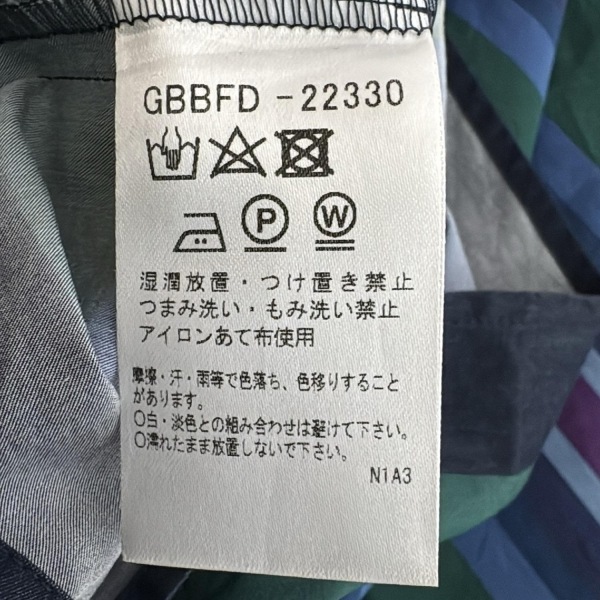 GBBFD -22330
P W
湿潤放置・つけ置き禁止
つまみ洗い・もみ洗い禁止
アイロンあて布使用
摩擦・汗・雨等で色落ち、色移りすること
があります。
○白・淡色との組み合わせは避けて下さい。
○濡れたまま放置しないで下さい。
N1A3